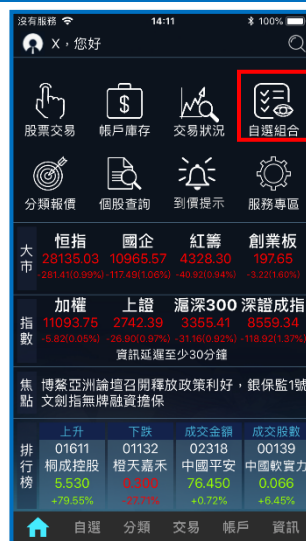 沒有服務 14:11 100%
X，您好
股票交易 帳戶庫存 交易狀況 自選組合
分類報價 個股查詢 到價提示 服務專區
大市 恒指 國企 紅籌 創業板
28135.03 10965.57 4328.30 197.65
-281.41(0.99%) -117.49(1.06%) -40.92(0.94%) -3.22(1.60%)
指數 加權 上證 滬深300 深證成指
11093.75 2742.39 3355.41 8559.34
-5.82(0.05%) -26.90(0.97%) -31.16(0.92%) -118.92(1.37%)
資訊延遲至少30分鐘
焦點 博鰲亞洲論壇召開釋放政策利好，銀保監1號
文劍指無牌融資擔保
排行榜 上升 下跌 成交金額 成交股數
01611 01132 02318 00139
桐成控股 橙天嘉禾 中國平安 中國軟實力
5.530 0.300 76.450 0.066
+79.55% -27.71% +0.72% +6.45%
自選 分類 交易 帳戶 資訊